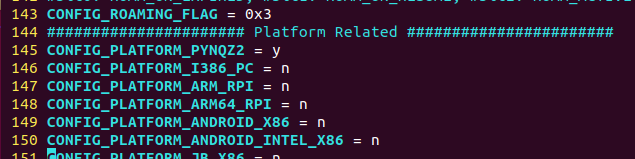 143 CONFIG_ROAMING_FLAG = 0x3
144 ###################### Platform Related #######################
145 CONFIG_PLATFORM_PYNQZ2 = y
146 CONFIG_PLATFORM_I386_PC = n
147 CONFIG_PLATFORM_ARM_RPI = n
148 CONFIG_PLATFORM_ARM64_RPI = n
149 CONFIG_PLATFORM_ANDROID_X86 = n
150 CONFIG_PLATFORM_ANDROID_INTEL_X86 = n
151 CONFIG_PLATFORM_JB_X86 = n